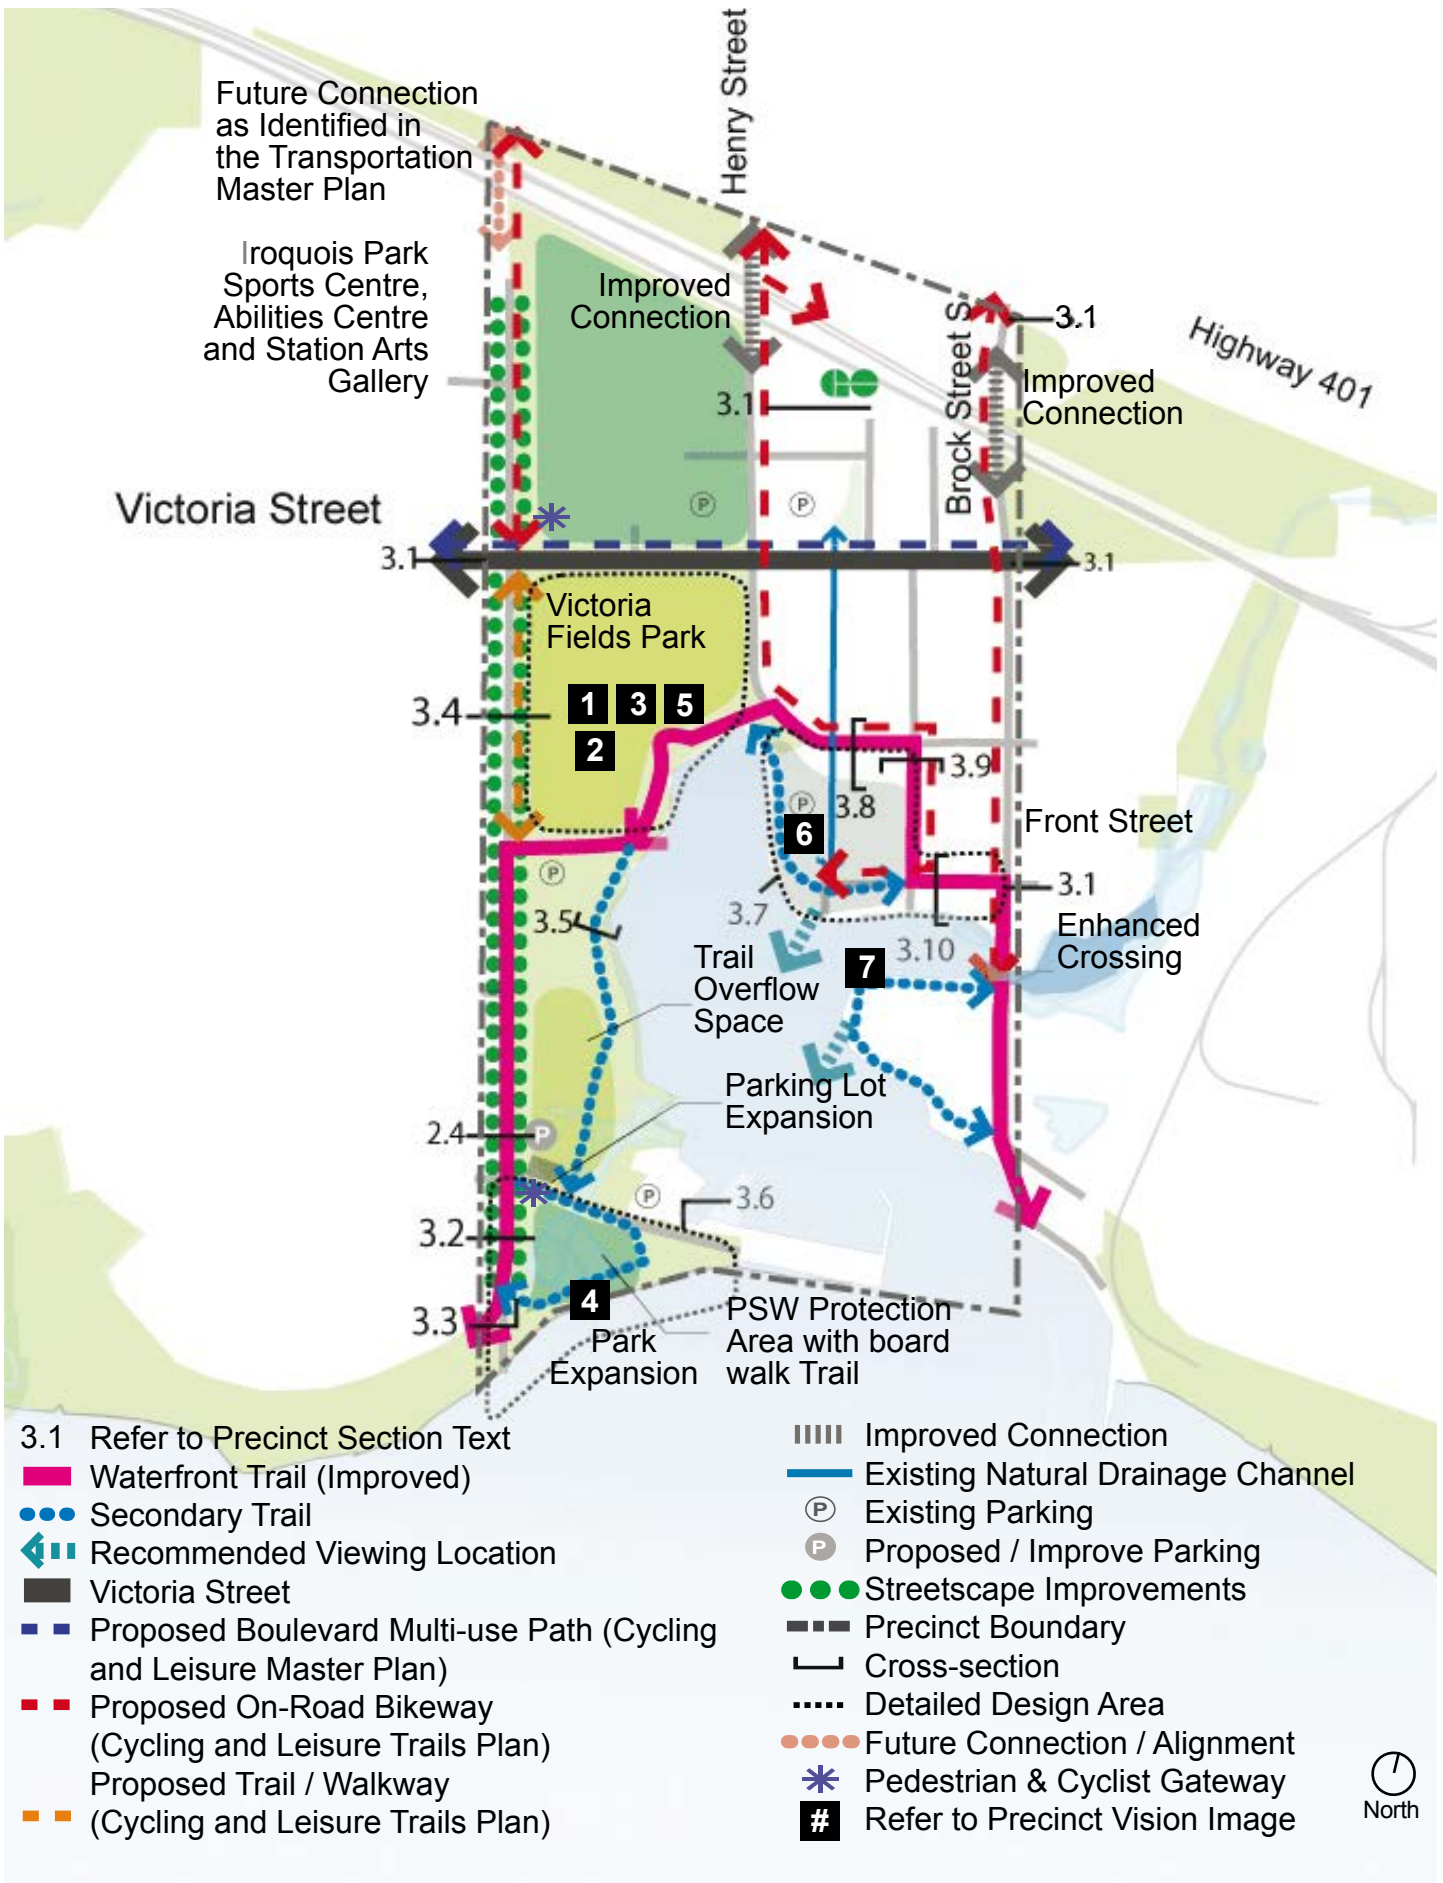 Henry Street
Future Connection
as Identified in
the Transportation
Master Plan
Iroquois Park
Sports Centre,
Abilities Centre
and Station Arts
Gallery
Improved
Connection
Brock Street S
3.1
Highway 401
Improved
Connection
GO
3.1
Victoria Street
P
P
3.1
3.1
Victoria
Fields Park
3.4
1 3 5
2
3.9
3.8
P
6
Front Street
P
3.1
3.7
3.5
3.10
Enhanced
Crossing
Trail
Overflow
Space
7
Parking Lot
Expansion
2.4
P
P
3.6
3.2
4
3.3
Park
Expansion
PSW Protection
Area with board
walk Trail
3.1 Refer to Precinct Section Text
Waterfront Trail (Improved)
Secondary Trail
Recommended Viewing Location
Victoria Street
Proposed Boulevard Multi-use Path (Cycling
and Leisure Master Plan)
Proposed On-Road Bikeway
(Cycling and Leisure Trails Plan)
Proposed Trail / Walkway
(Cycling and Leisure Trails Plan)
Improved Connection
Existing Natural Drainage Channel
P Existing Parking
P Proposed / Improve Parking
Streetscape Improvements
Precinct Boundary
Cross-section
Detailed Design Area
Future Connection / Alignment
Pedestrian & Cyclist Gateway
# Refer to Precinct Vision Image
North